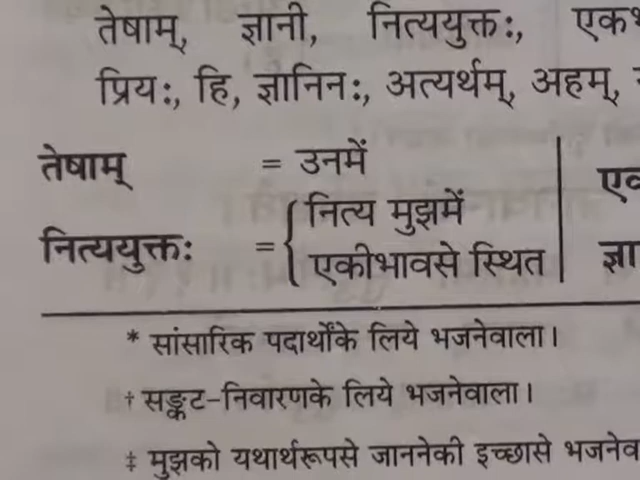 तेषाम्, ज्ञानी, नित्ययुक्तः,
प्रियः, हि, ज्ञानिनः, अत्यर्थम्, अहम्,
तेषाम् = उनमें
नित्ययुक्तः = { नित्य मुझमें
एकीभावसे स्थित
* सांसारिक पदार्थोंके लिये भजनेवाला।
† सङ्कट-निवारणके लिये भजनेवाला।
‡ मुझको यथार्थरूपसे जाननेकी इच्छासे